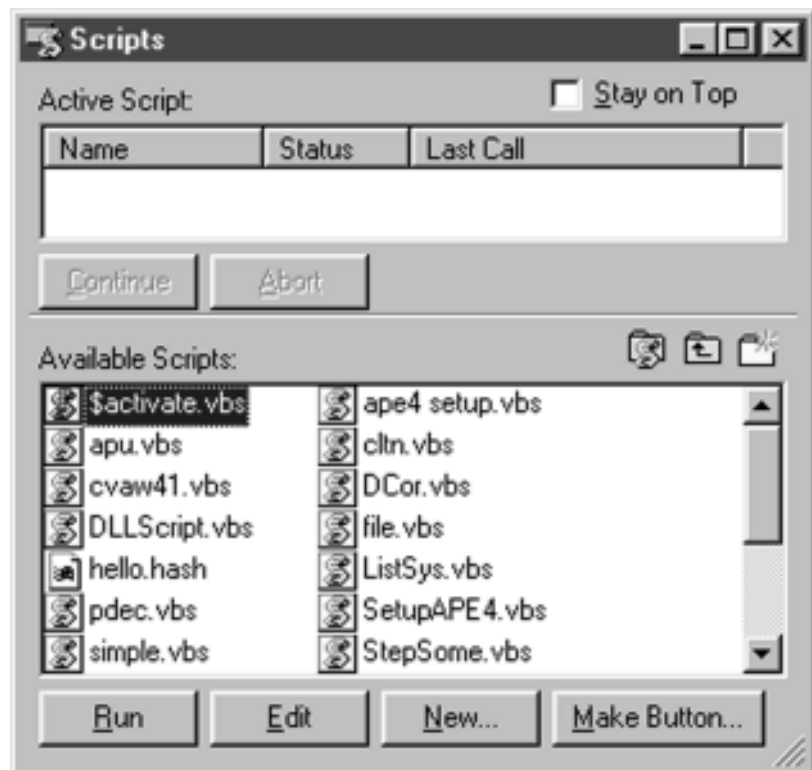 Scripts
Active Script: Stay on Top
Name Status Last Call
Continue Abort
Available Scripts:
$activate.vbs ape4 setup.vbs
apu.vbs cltn.vbs
cvaw41.vbs DCor.vbs
DLLScript.vbs file.vbs
hello.hash ListSys.vbs
pdec.vbs SetupAPE4.vbs
simple.vbs StepSome.vbs
Run Edit New... Make Button...